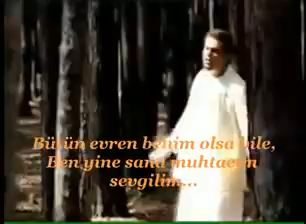 Bütün evren benim olsa bile,
Ben yine sana muhtacım
sevgilim...